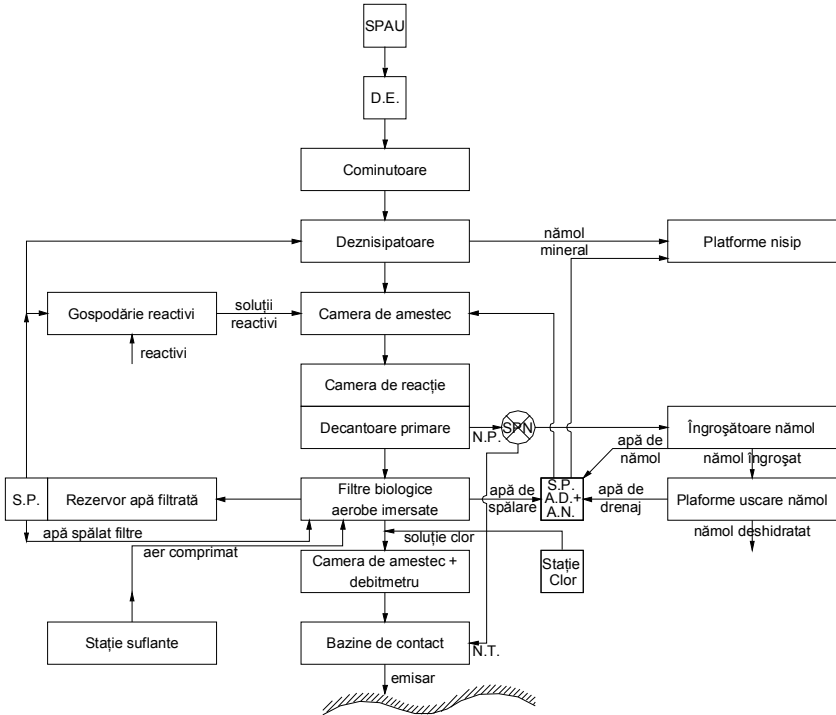 SPAU
D.E.
Cominutoare
Deznisipatoare
nămol
mineral
Platforme nisip
Gospodărie reactivi
soluții
reactivi
Camera de amestec
reactivi
Camera de reacție
Decantoare primare
N.P.
SPN
Îngroșătoare nămol
apă de
nămol
nămol îngroșat
S.P.
Rezervor apă filtrată
Filtre biologice
aerobe imersate
apă de
spălare
S.P.
A.D.+
A.N.
apă de
drenaj
Plaforme uscare nămol
apă spălat filtre
aer comprimat
soluție clor
nămol deshidratat
Camera de amestec +
debitmetru
Stație
Clor
Stație suflante
Bazine de contact
N.T.
emisar